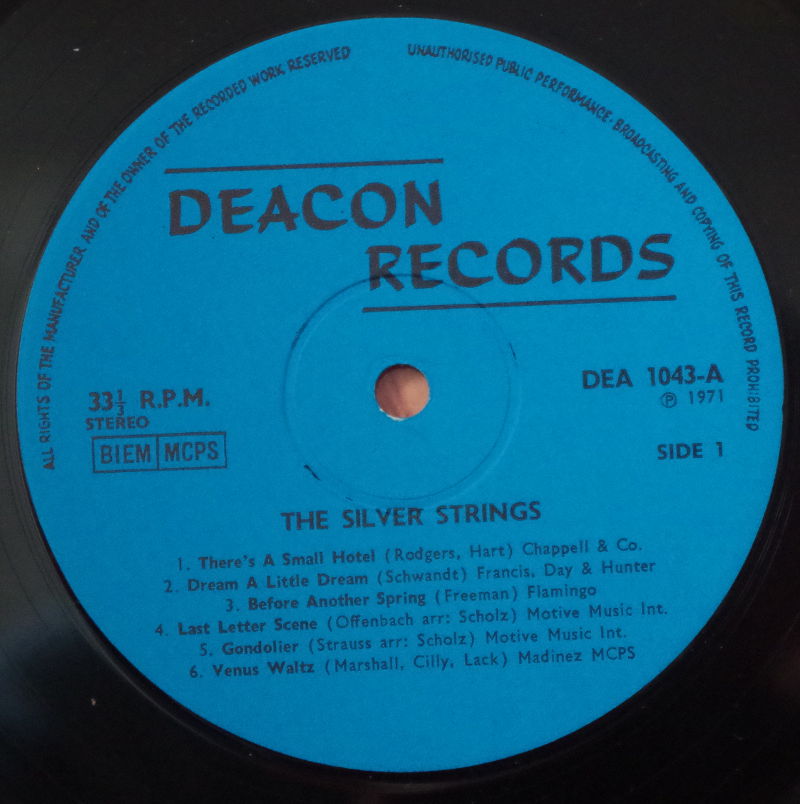 ALL RIGHTS OF THE MANUFACTURER AND OF THE OWNER OF THE RECORDED WORK RESERVED
UNAUTHORISED PUBLIC PERFORMANCE · BROADCASTING AND COPYING OF THIS RECORD PROHIBITED
DEACON
RECORDS
33⅓ R.P.M.
STEREO
BIEM MCPS
DEA 1043-A
℗ 1971
SIDE 1
THE SILVER STRINGS
1. There's A Small Hotel (Rodgers, Hart) Chappell & Co.
2. Dream A Little Dream (Schwandt) Francis, Day & Hunter
3. Before Another Spring (Freeman) Flamingo
4. Last Letter Scene (Offenbach arr: Scholz) Motive Music Int.
5. Gondolier (Strauss arr: Scholz) Motive Music Int.
6. Venus Waltz (Marshall, Cilly, Lack) Madinez MCPS